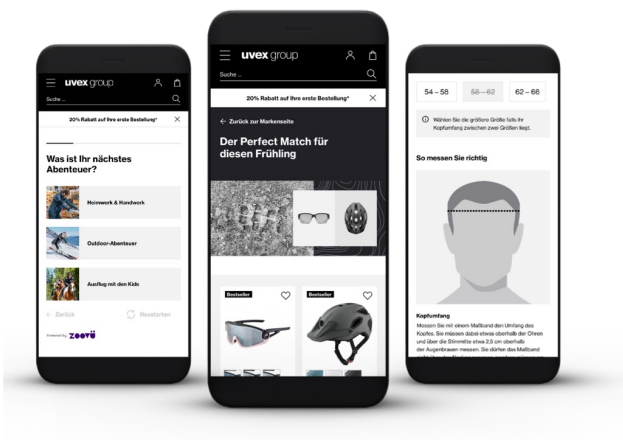 uvex group
Suche ...
20% Rabatt auf Ihre erste Bestellung*
Was ist Ihr nächstes
Abenteuer?
Heimwerk & Handwerk
Outdoor-Abenteuer
Ausflug mit den Kids
← Zurück
Neustarten
Powered by zoovu
uvex group
Suche ...
20% Rabatt auf Ihre erste Bestellung*
← Zurück zur Markenseite
Der Perfect Match für
diesen Frühling
Bestseller
Bestseller
54 – 58
58 – 62
62 – 66
Wählen Sie die größere Größe falls ihr
Kopfumfang zwischen zwei Größen liegt.
So messen Sie richtig
Kopfumfang
Messen Sie mit einem Maßband den Umfang des
Kopfes. Sie müssen dabei etwas oberhalb der Ohren
und über die Stirnmitte etwa 2,5 cm oberhalb
der Augenbrauen messen. Sie dürfen das Maßband